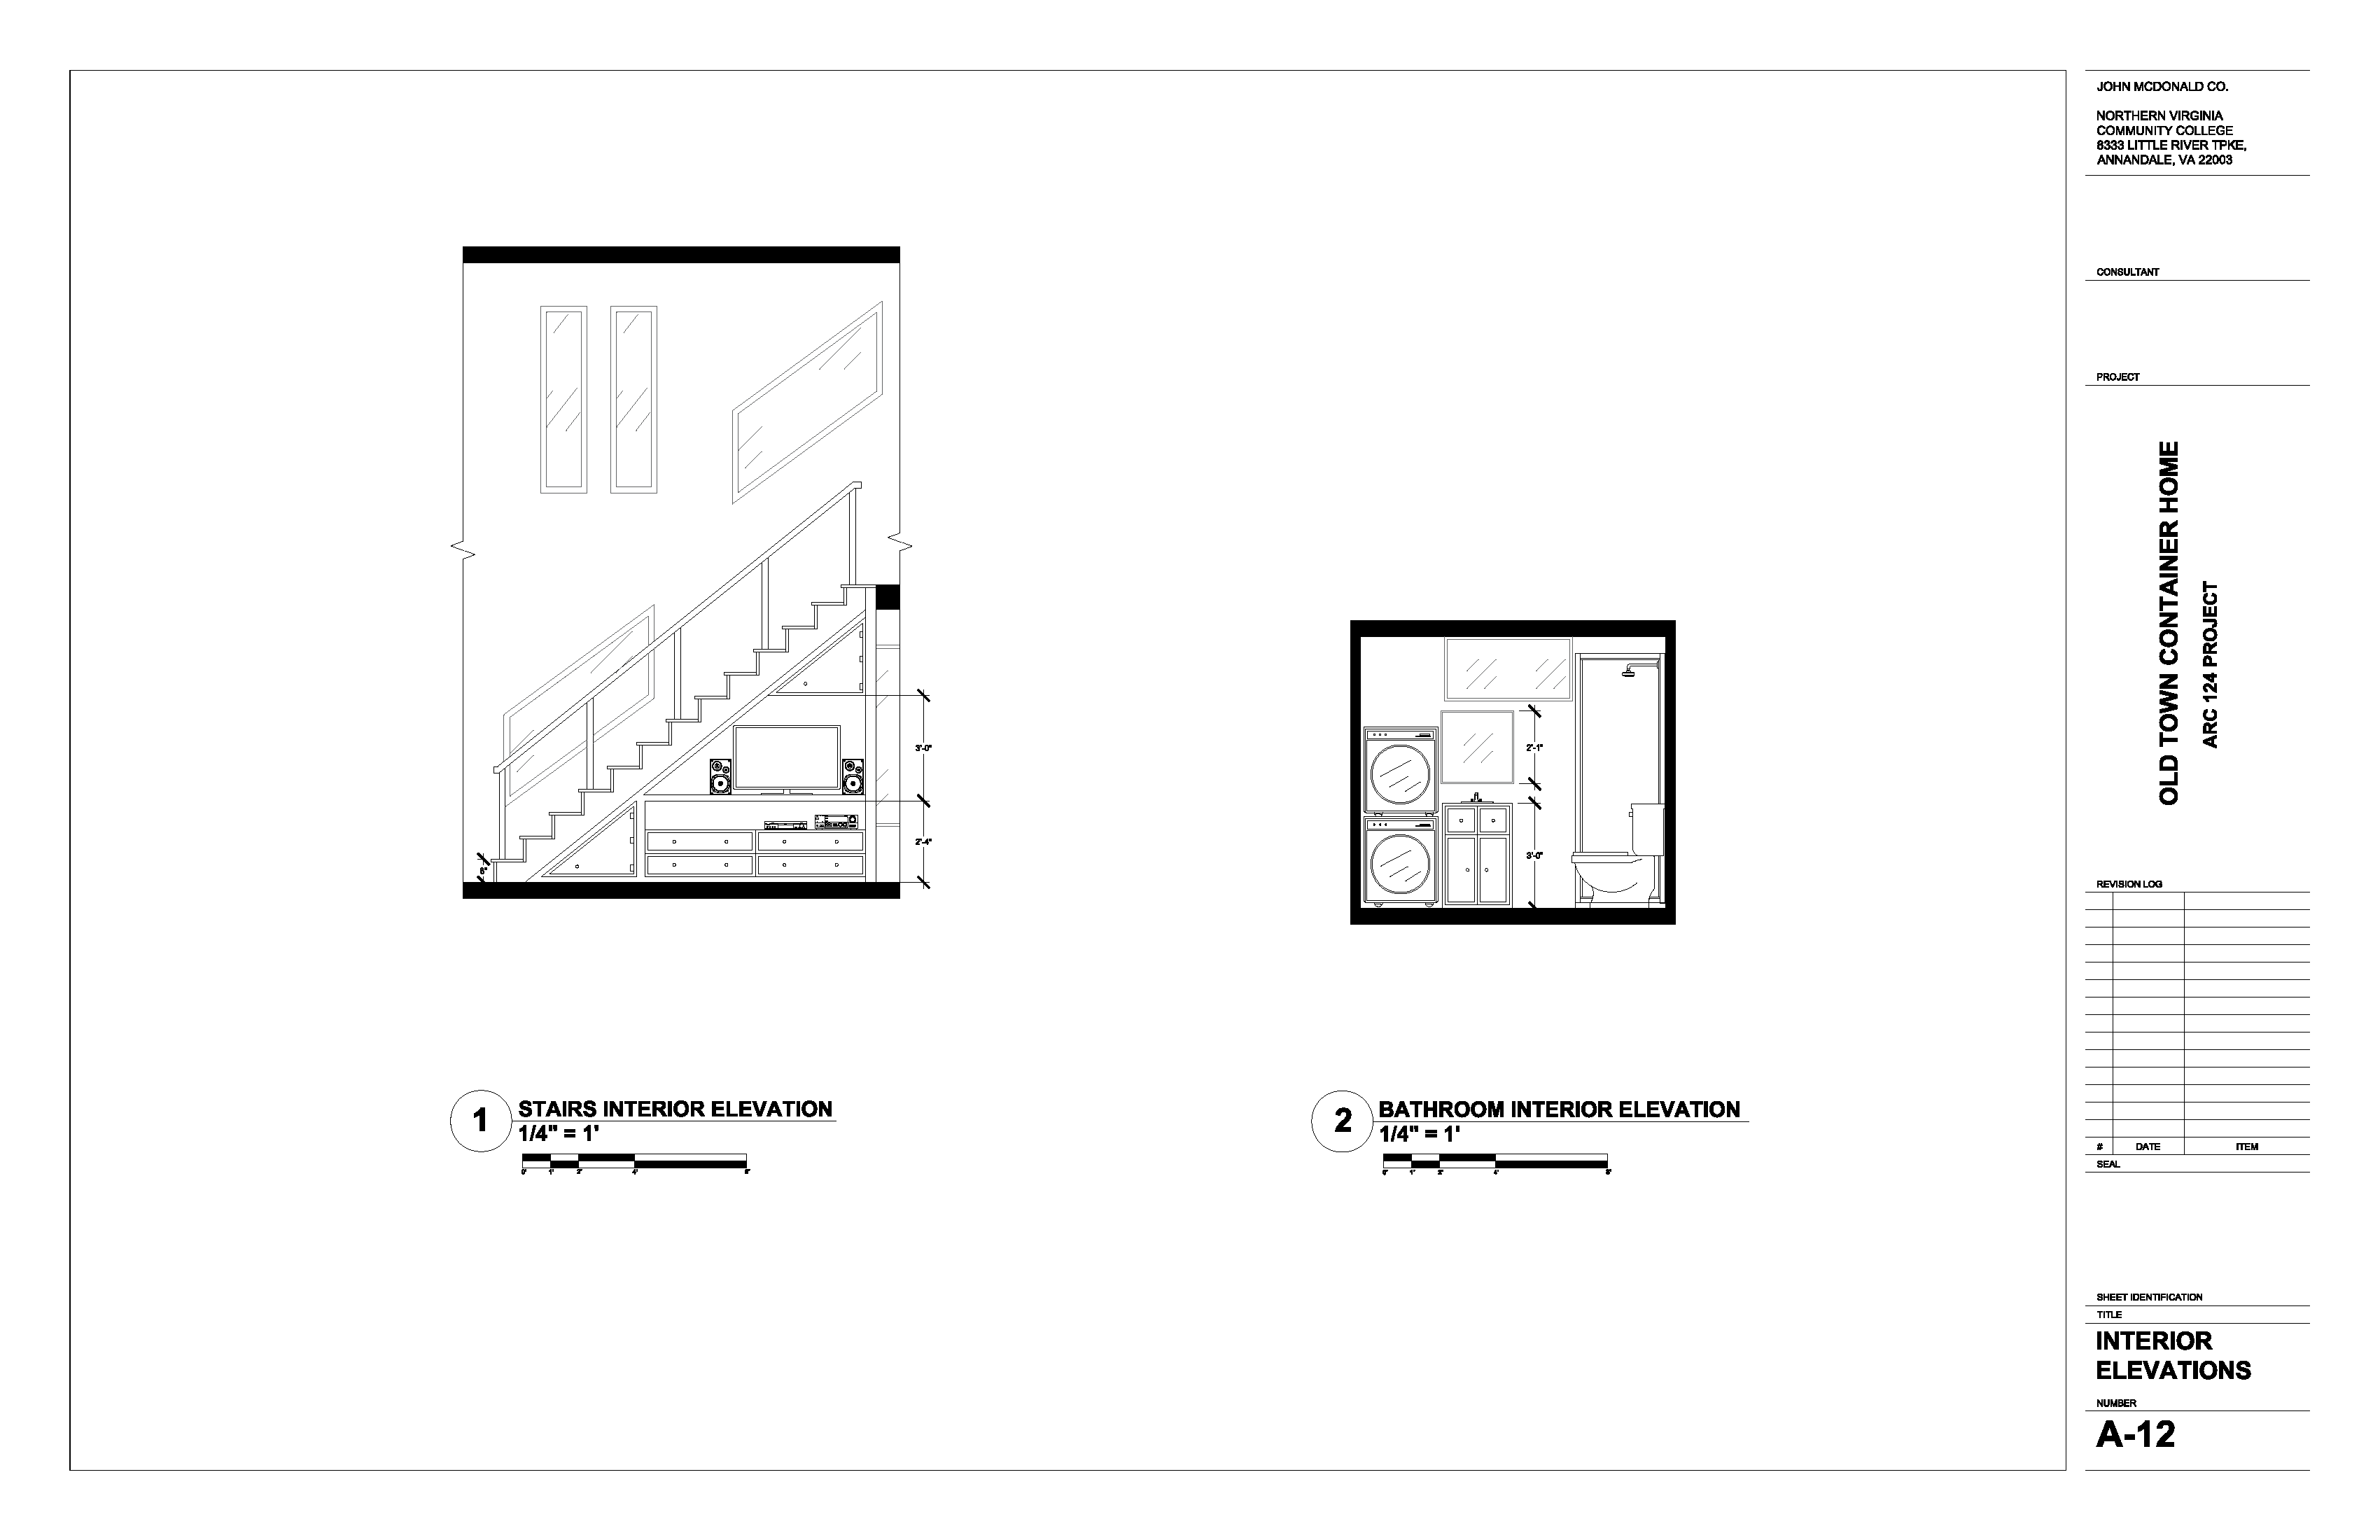 JOHN MCDONALD CO.
NORTHERN VIRGINIA
COMMUNITY COLLEGE
8333 LITTLE RIVER TPKE,
ANNANDALE, VA 22003
CONSULTANT
PROJECT
OLD TOWN CONTAINER HOME
ARC 124 PROJECT
3'-0"
2'-4"
2'-1"
3'-0"
1
STAIRS INTERIOR ELEVATION
1/4" = 1'
0' 1' 2' 4' 8'
2
BATHROOM INTERIOR ELEVATION
1/4" = 1'
0' 1' 2' 4' 8'
REVISION LOG
# DATE ITEM
SEAL
SHEET IDENTIFICATION
TITLE
INTERIOR
ELEVATIONS
NUMBER
A-12